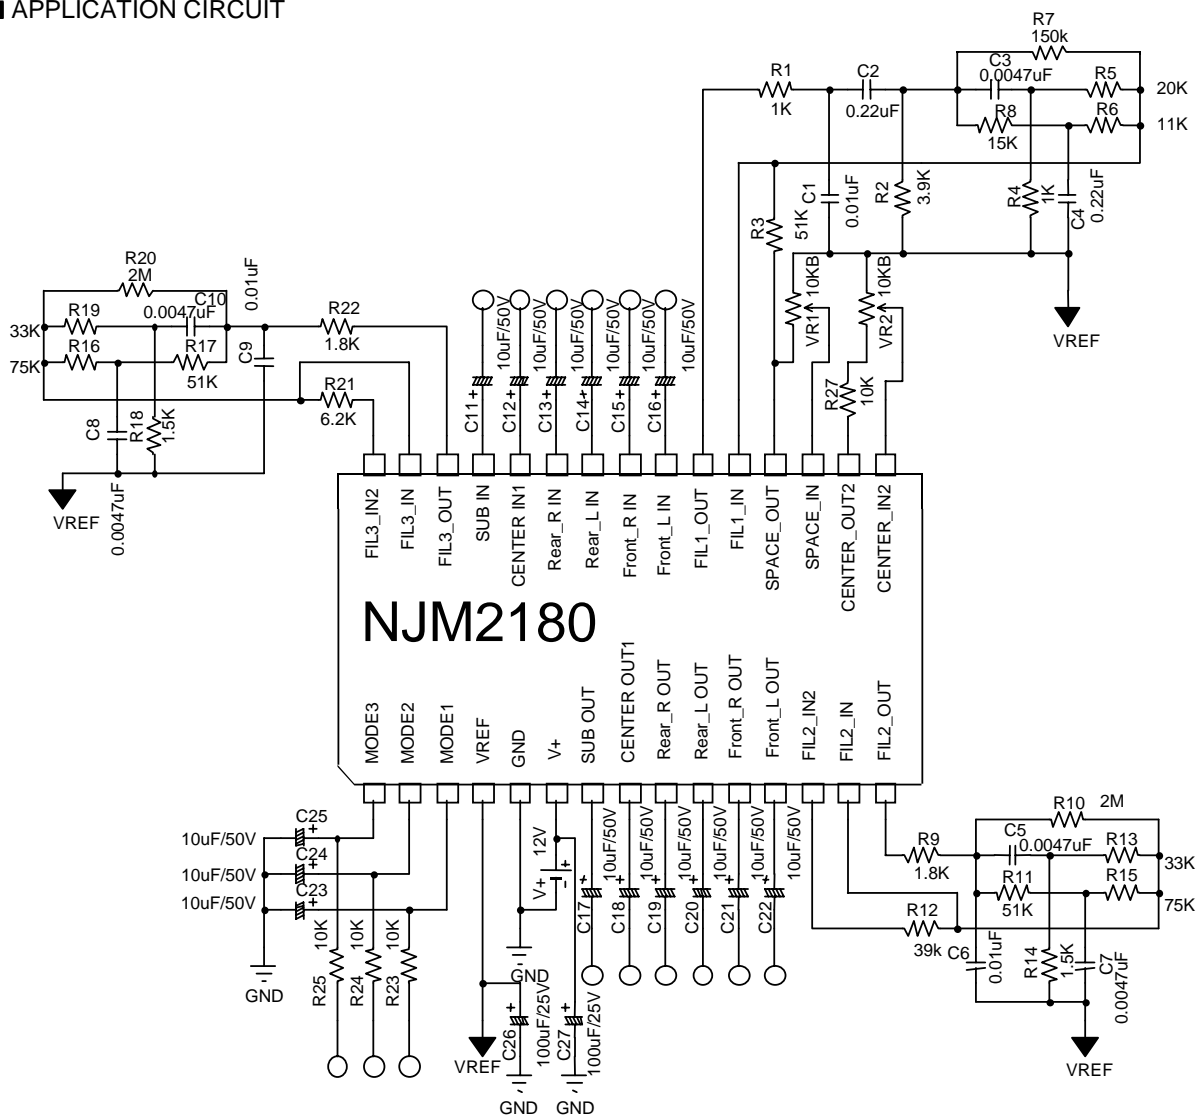 APPLICATION CIRCUIT
R7
150k
C3
0.0047uF
R1
1K
C2
0.22uF
R5
20K
R8
15K
R6
11K
C1
0.01uF
R2
3.9K
R3
51K
R4
1K
C4
0.22uF
10KB
VR1
10KB
VR2
VREF
R27
10K
R20
2M
0.01uF
C10
0.0047uF
R19
33K
R16
75K
R17
51K
C9
R22
1.8K
R21
6.2K
C8
R18
1.5K
0.0047uF
VREF
10uF/50V
10uF/50V
10uF/50V
10uF/50V
10uF/50V
10uF/50V
C11+
C12+
C13+
C14+
C15+
C16+
FIL3_IN2
FIL3_IN
FIL3_OUT
SUB IN
CENTER IN1
Rear_R IN
Rear_L IN
Front_R IN
Front_L IN
FIL1_OUT
FIL1_IN
SPACE_OUT
SPACE_IN
CENTER_OUT2
CENTER_IN2
NJM2180
MODE3
MODE2
MODE1
VREF
GND
V+
SUB OUT
CENTER OUT1
Rear_R OUT
Rear_L OUT
Front_R OUT
Front_L OUT
FIL2_IN2
FIL2_IN
FIL2_OUT
C25
+
10uF/50V
C24
+
10uF/50V
C23
+
10uF/50V
10K
10K
10K
R25
R24
R23
GND
12V
V+
+
-
GND
C17
+
10uF/50V
C18
+
10uF/50V
C19
+
10uF/50V
C20
+
10uF/50V
C21
+
10uF/50V
C22
+
10uF/50V
VREF
C26
+
100uF/25V
C27
+
100uF/25V
GND
GND
R10
2M
R9
1.8K
C5
0.0047uF
R13
33K
R11
51K
R15
75K
R12
39k
C6
0.01uF
R14
1.5K
C7
0.0047uF
VREF